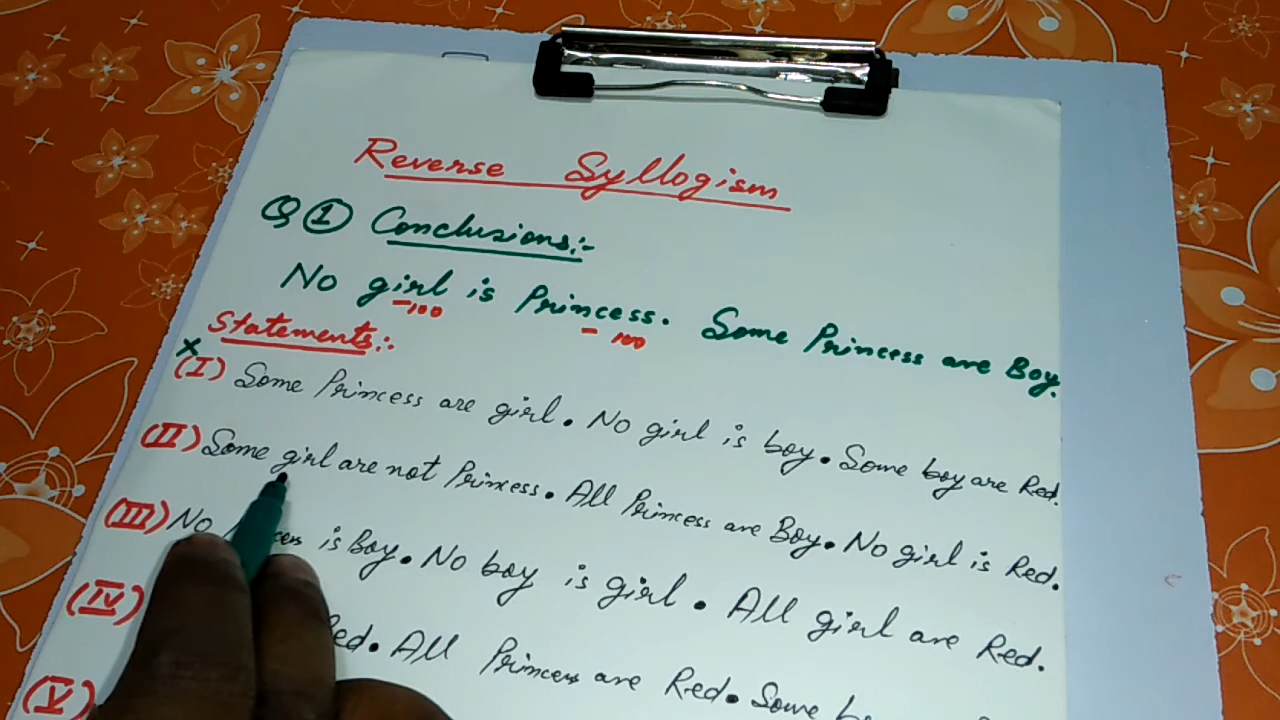 Reverse Syllogism
Q ① Conclusions:-
No girl is Princess. Some Princess are Boy.
-100 -100
Statements:-
X
(I) Some Princess are girl. No girl is boy. Some boy are Red.
(II) Some girl are not Princess. All Princess are Boy. No girl is Red.
(III) No is Boy. No boy is girl. All girl are Red.
(IV) All Princess are Red. Some
(V)